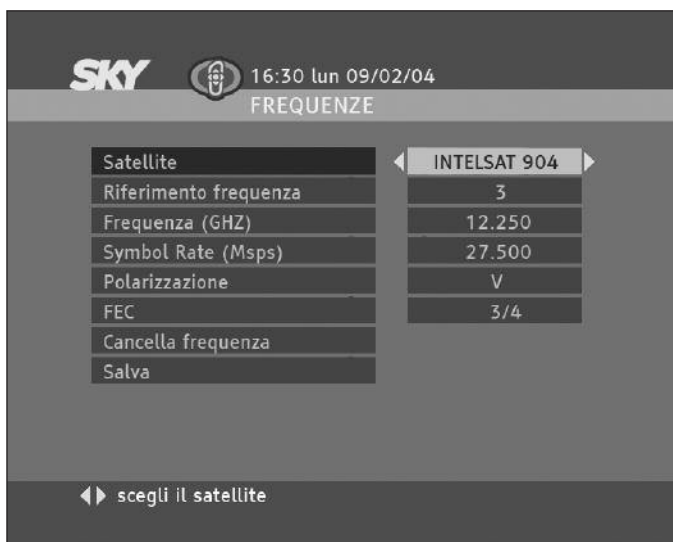 SKY 16:30 lun 09/02/04
FREQUENZE
Satellite INTELSAT 904
Riferimento frequenza 3
Frequenza (GHZ) 12.250
Symbol Rate (Msps) 27.500
Polarizzazione V
FEC 3/4
Cancella frequenza
Salva
scegli il satellite